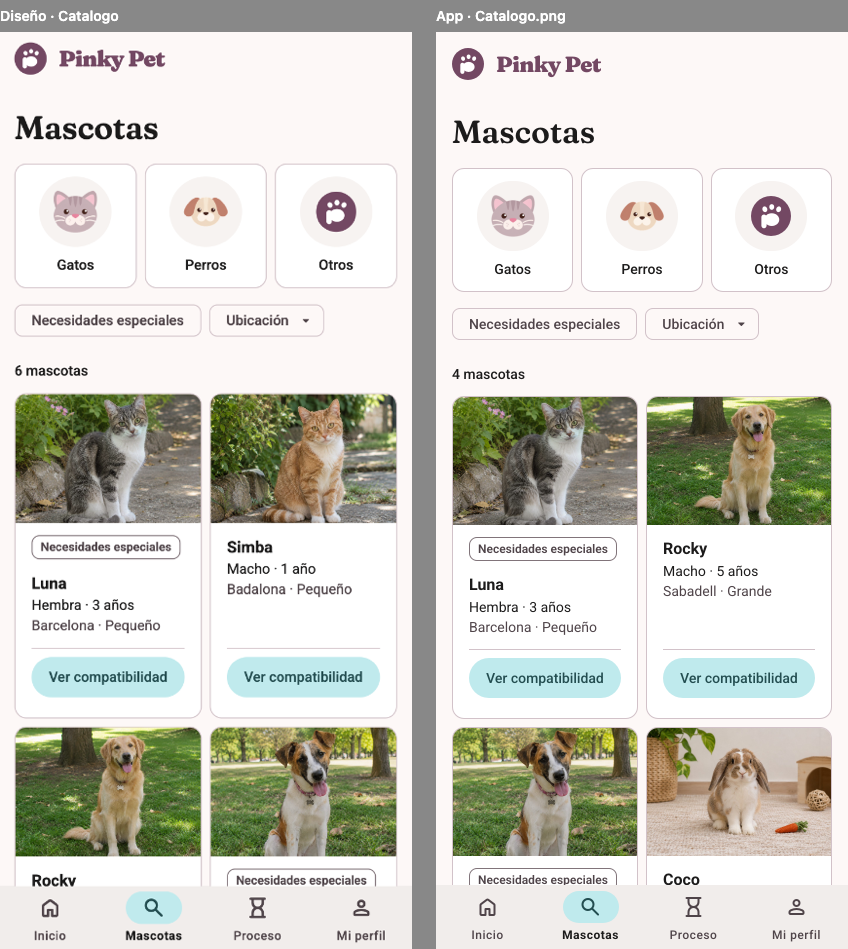 Diseño · Catalogo
Pinky Pet
Mascotas
Gatos
Perros
Otros
Necesidades especiales
Ubicación
6 mascotas
Necesidades especiales
Luna
Hembra · 3 años
Barcelona · Pequeño
Ver compatibilidad
Simba
Macho · 1 año
Badalona · Pequeño
Ver compatibilidad
Rocky
Necesidades especiales
Inicio
Mascotas
Proceso
Mi perfil
App · Catalogo.png
Pinky Pet
Mascotas
Gatos
Perros
Otros
Necesidades especiales
Ubicación
4 mascotas
Necesidades especiales
Luna
Hembra · 3 años
Barcelona · Pequeño
Ver compatibilidad
Rocky
Macho · 5 años
Sabadell · Grande
Ver compatibilidad
Necesidades especiales
Coco
Inicio
Mascotas
Proceso
Mi perfil